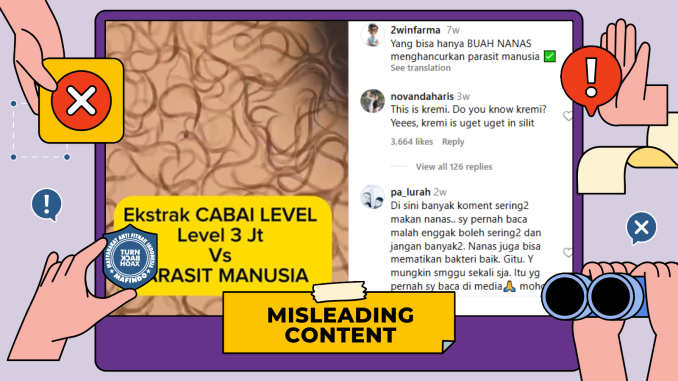 2winfarma 7w
Yang bisa hanya BUAH NANAS
menghancurkan parasit manusia ✅
See translation
novandaharis 3w
This is kremi. Do you know kremi?
Yeees, kremi is uget uget in silit
3,664 likes Reply
View all 126 replies
pa_lurah 2w
Di sini banyak koment sering2
makan nanas.. sy pernah baca
malah enggak boleh sering2 dan
jangan banyak2. Nanas juga bisa
mematikan bakteri baik. Gitu. Y
mungkin smggu sekali sja. Itu yg
pernah sy baca di media🙏
Ekstrak CABAI LEVEL
Level 3 Jt
Vs
MANUSIA
MASYARAKAT ANTI FITNAH INDONESIA
TURN
BACK
HOAX
MAFINDO
MISLEADING
CONTENT